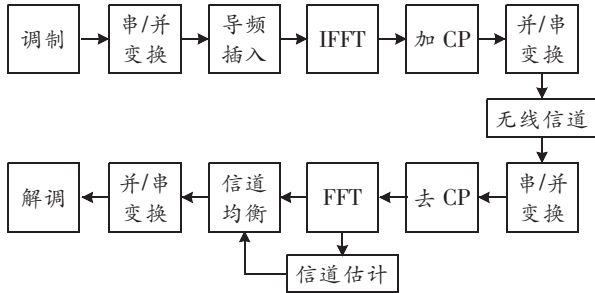 调制
串/并
变换
导频
插入
IFFT
加 CP
并/串
变换
无线信道
解调
并/串
变换
信道
均衡
FFT
去 CP
串/并
变换
信道估计